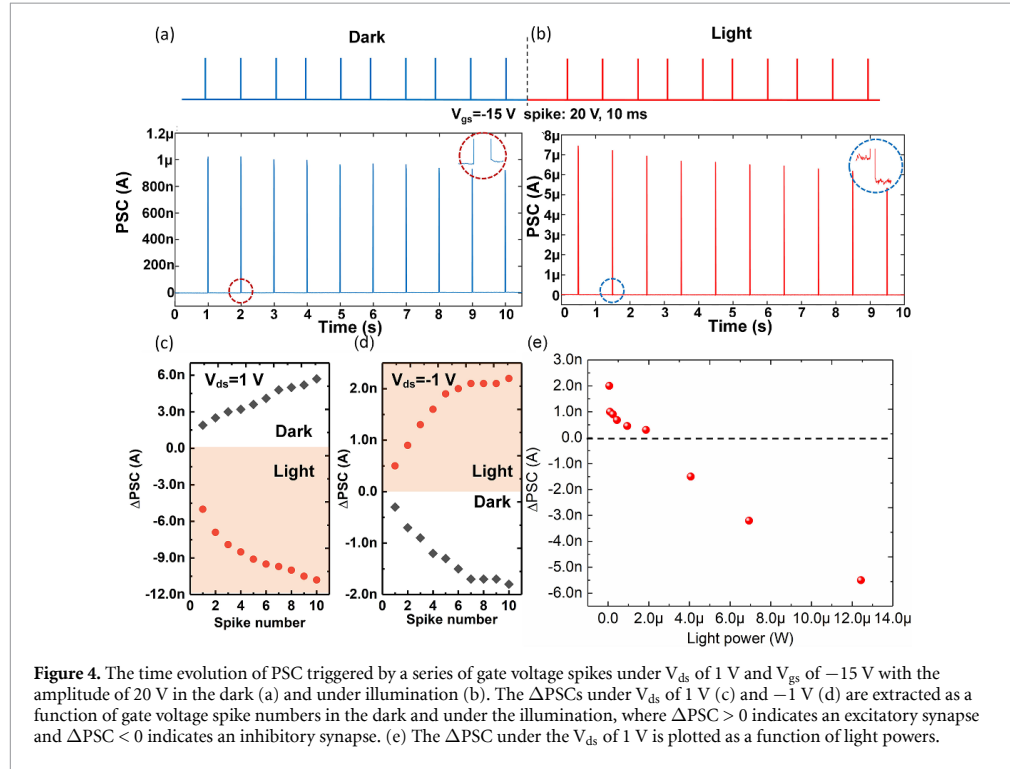 (a)
Dark
(b)
Light
V_gs=-15 V spike: 20 V, 10 ms
1.2µ
1µ
800n
600n
400n
200n
0
PSC (A)
0 1 2 3 4 5 6 7 8 9 10
Time (s)
8µ
7µ
6µ
5µ
4µ
3µ
2µ
1µ
0
PSC (A)
0 1 2 3 4 5 6 7 8 9 10
Time (s)
(c)
6.0n
3.0n
0.0
-3.0n
-6.0n
-9.0n
-12.0n
ΔPSC (A)
V_ds=1 V
Dark
Light
0 2 4 6 8 10
Spike number
(d)
2.0n
1.0n
0.0
-1.0n
-2.0n
ΔPSC (A)
V_ds=-1 V
Light
Dark
0 2 4 6 8 10
Spike number
(e)
3.0n
2.0n
1.0n
0.0
-1.0n
-2.0n
-3.0n
-4.0n
-5.0n
-6.0n
ΔPSC (A)
0.0µ 2.0µ 4.0µ 6.0µ 8.0µ 10.0µ 12.0µ 14.0µ
Light power (W)
Figure 4. The time evolution of PSC triggered by a series of gate voltage spikes under V_ds of 1 V and V_gs of −15 V with the
amplitude of 20 V in the dark (a) and under illumination (b). The ΔPSCs under V_ds of 1 V (c) and −1 V (d) are extracted as a
function of gate voltage spike numbers in the dark and under the illumination, where ΔPSC > 0 indicates an excitatory synapse
and ΔPSC < 0 indicates an inhibitory synapse. (e) The ΔPSC under the V_ds of 1 V is plotted as a function of light powers.